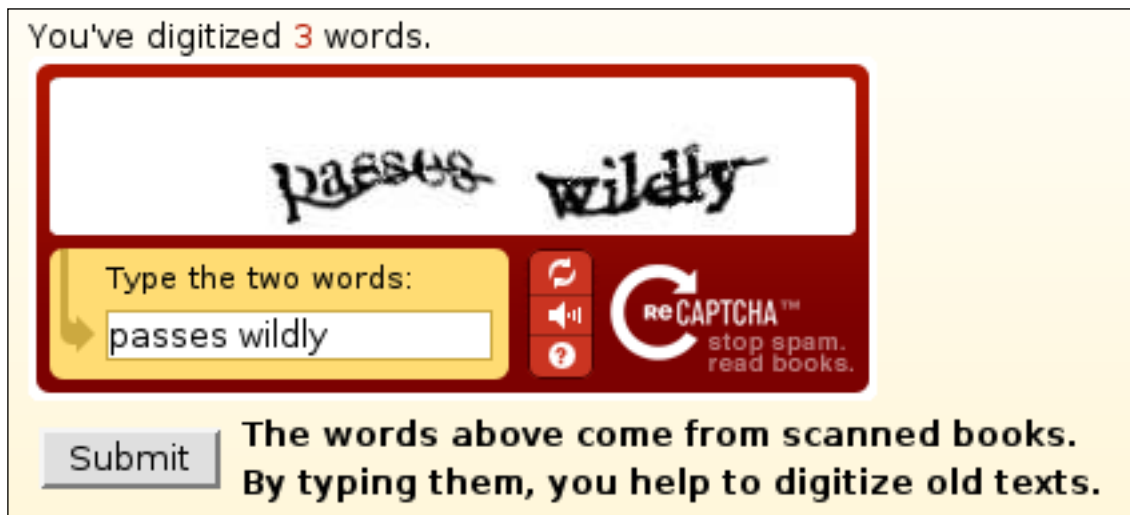 You've digitized 3 words.
passes wildly
Type the two words:
passes wildly
ReCAPTCHA™
stop spam.
read books.
Submit
The words above come from scanned books.
By typing them, you help to digitize old texts.